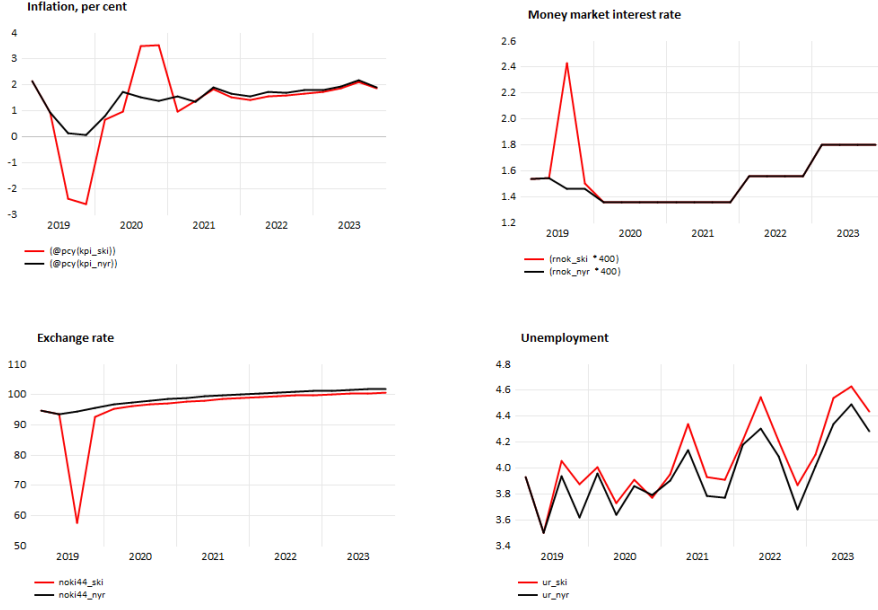 Inflation, per cent
4
3
2
1
0
-1
-2
-3
2019 2020 2021 2022 2023
(@pcy(kpi_ski))
(@pcy(kpi_nyr))
Money market interest rate
2.6
2.4
2.2
2.0
1.8
1.6
1.4
1.2
2019 2020 2021 2022 2023
(rnok_ski *400)
(rnok_nyr *400)
Exchange rate
110
100
90
80
70
60
50
2019 2020 2021 2022 2023
noki44_ski
noki44_nyr
Unemployment
4.8
4.6
4.4
4.2
4.0
3.8
3.6
3.4
2019 2020 2021 2022 2023
ur_ski
ur_nyr